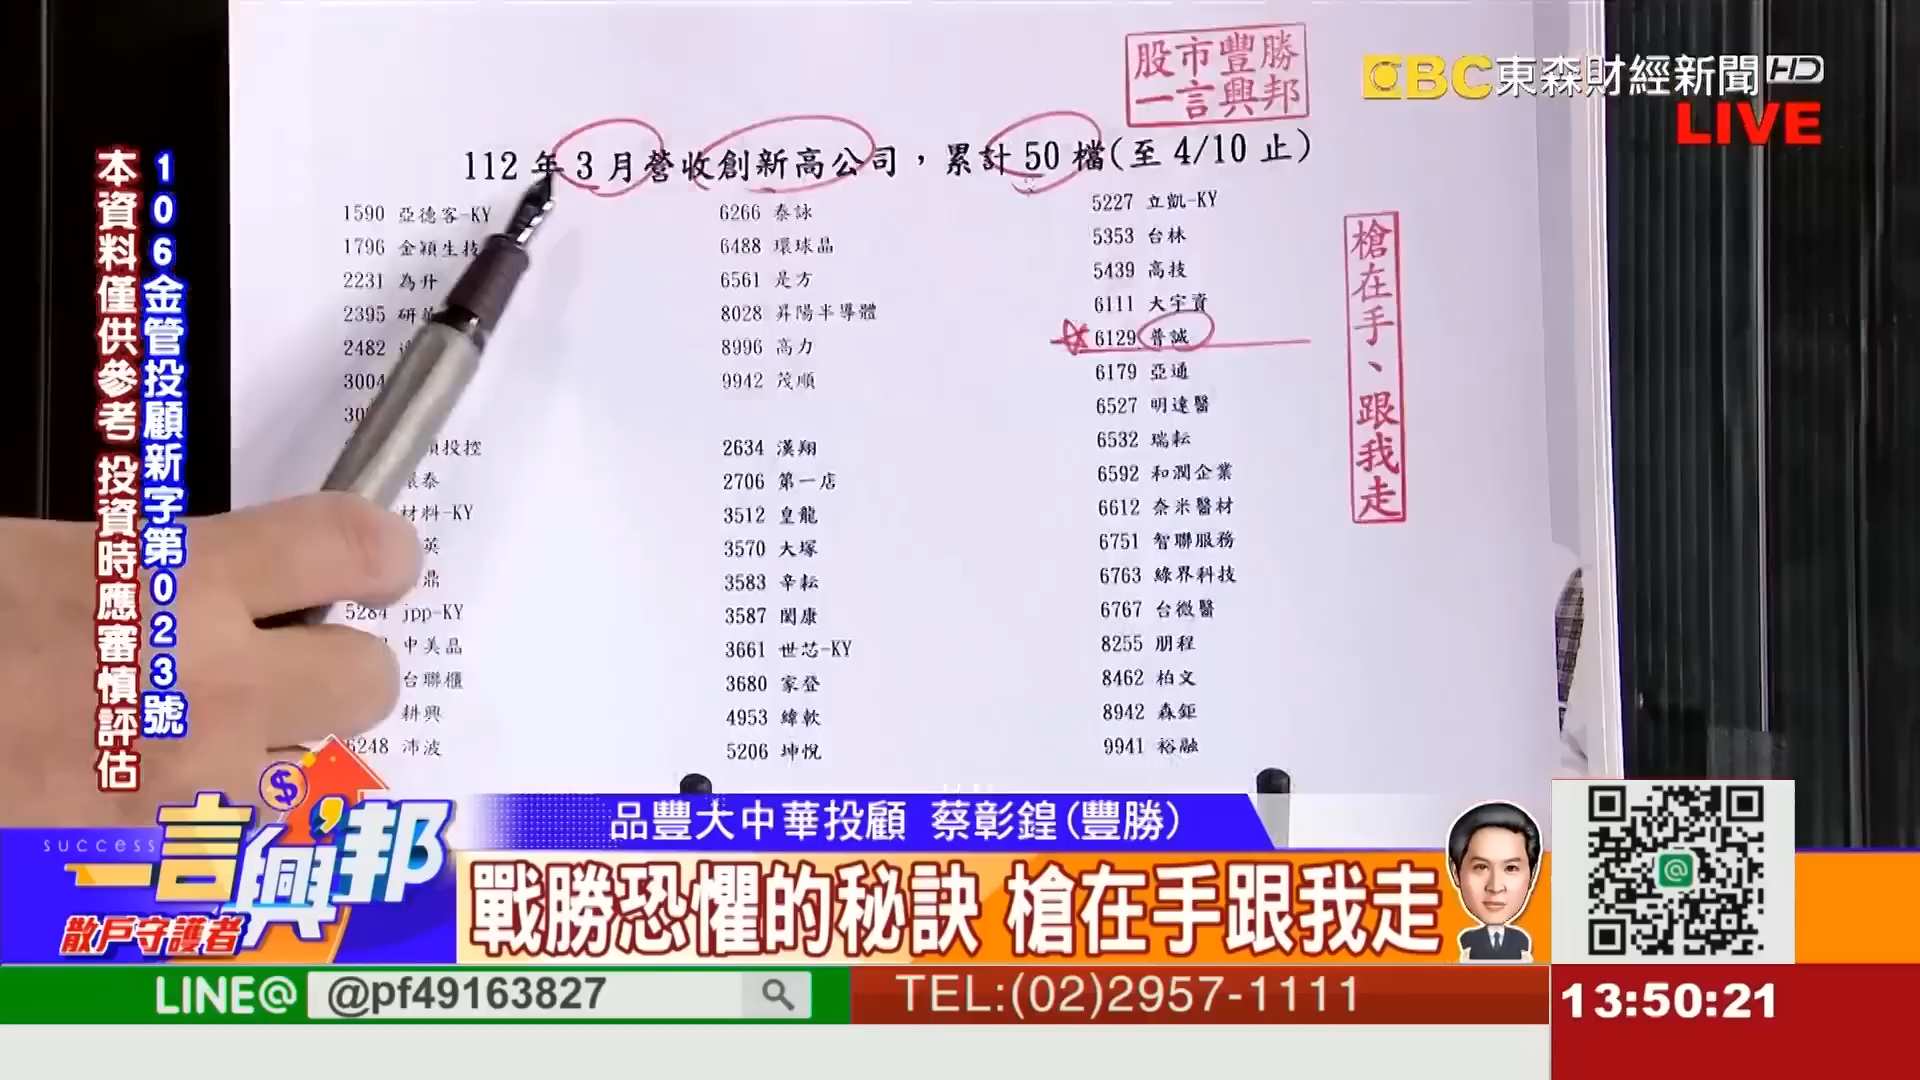 股市豐勝
一言興邦
EBC東森財經新聞HD
LIVE
112年3月營收創新高公司，累計50檔(至4/10止)
1590 亞德客-KY
1796 金穎生技
2231 為升
2395 研
2482
3004
投控
泰
材料-KY
英
鼎
5284 jpp-KY
中美晶
台聯櫃
耕興
6248 沛波
6266 泰詠
6488 環球晶
6561 是方
8028 昇陽半導體
8996 高力
9942 茂順
2634 漢翔
2706 第一店
3512 皇龍
3570 大塚
3583 辛耘
3587 閎康
3661 世芯-KY
3680 家登
4953 緯軟
5206 坤悅
5227 立凱-KY
5353 台林
5439 高技
6111 大宇資
6129 普誠
6179 亞通
6527 明達醫
6532 瑞耘
6592 和潤企業
6612 奈米醫材
6751 智聯服務
6763 綠界科技
6767 台微醫
8255 朋程
8462 柏文
8942 森鉅
9941 裕融
槍在手、跟我走
106金管投顧新字第023號
本資料僅供參考 投資時應審慎評估
success
一言興邦
散戶守護者
品豐大中華投顧 蔡彰鍠(豐勝)
戰勝恐懼的秘訣 槍在手跟我走
LINE@ @pf49163827
TEL:(02)2957-1111
13:50:21